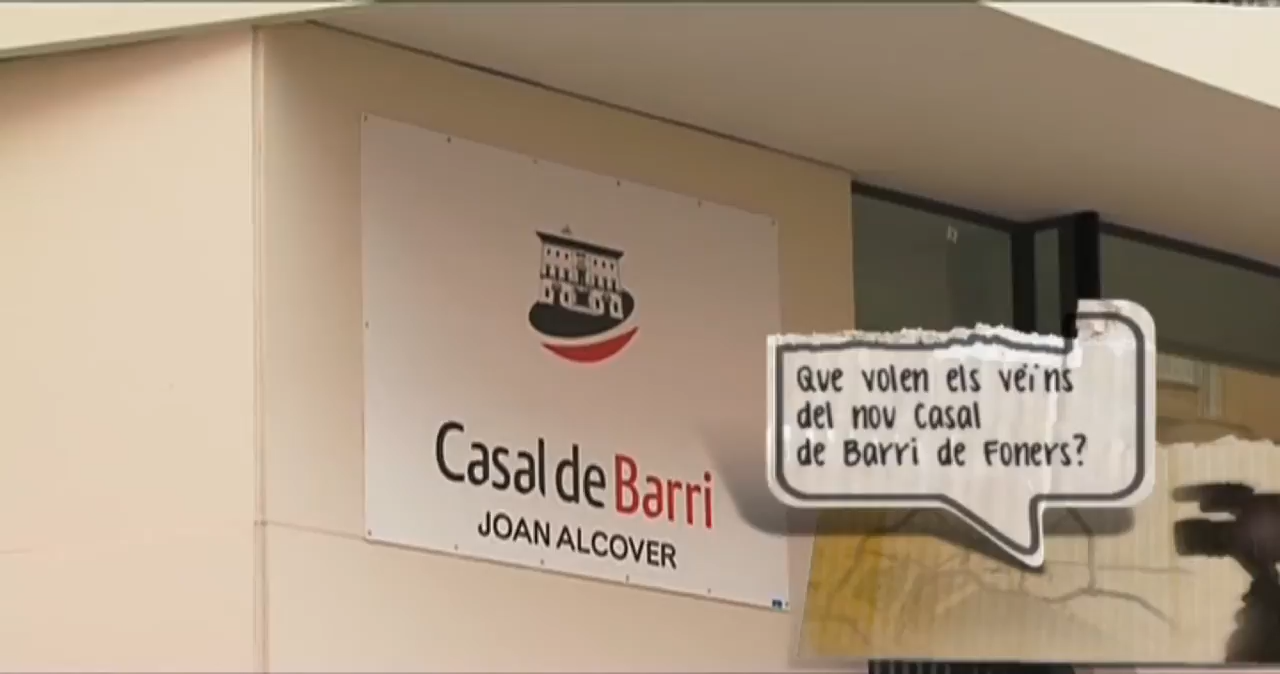 Casal de Barri
JOAN ALCOVER
Que volen els veïns
del nou Casal
de Barri de Foners?